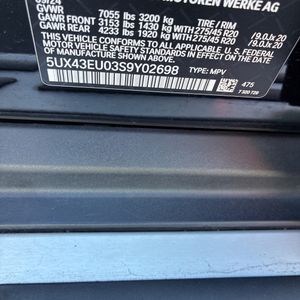 09/24 MOTOREN WERKE AG
GVWR 7055 lbs 3200 kg TIRE / RIM
GAWR FRONT 3153 lbs 1430 kg with 275/45 R20 /9.0J x 20
GAWR REAR 4233 lbs 1920 kg with 275/45 R20 /9.0J x 20
THIS VEHICLE CONFORMS TO ALL APPLICABLE
U.S. FEDERAL MOTOR VEHICLE SAFETY
STANDARDS IN EFFECT ON THE DATE OF
MANUFACTURE SHOWN ABOVE.
5UX43EU03S9Y02698 TYPE: MPV 475